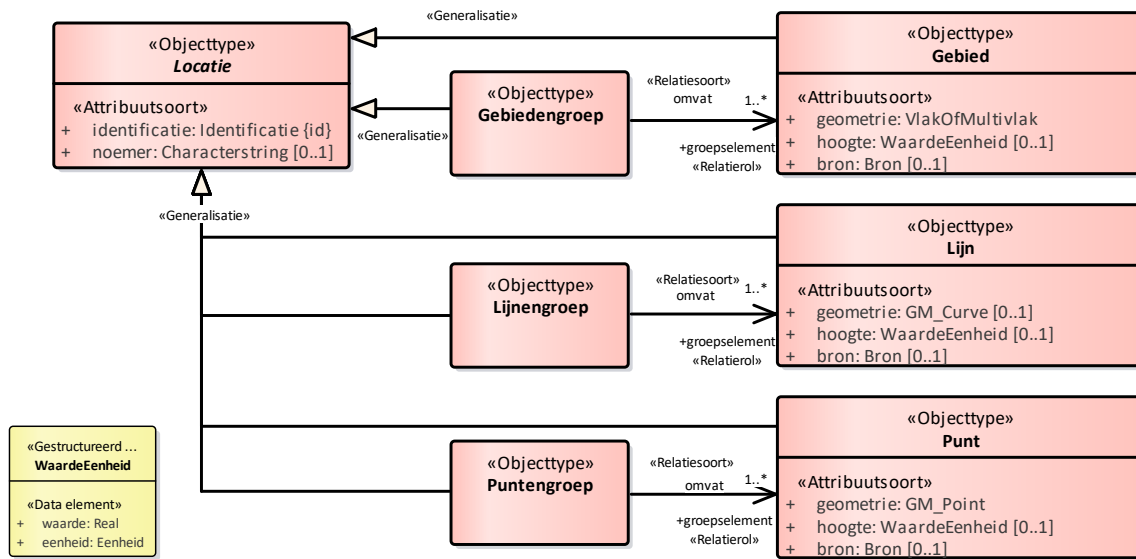 «Generalisatie»
«Objecttype»
Locatie
«Attribuutsoort»
+ identificatie: Identificatie {id}
+ noemer: Characterstring [0..1]
«Objecttype»
Gebiedengroep
«Generalisatie»
«Relatiesoort»
omvat
1..*
+groepselement
«Relatierol»
«Objecttype»
Gebied
«Attribuutsoort»
+ geometrie: VlakOfMultivlak
+ hoogte: WaardeEenheid [0..1]
+ bron: Bron [0..1]
«Generalisatie»
«Objecttype»
Lijnengroep
«Relatiesoort»
omvat
1..*
+groepselement
«Relatierol»
«Objecttype»
Lijn
«Attribuutsoort»
+ geometrie: GM_Curve [0..1]
+ hoogte: WaardeEenheid [0..1]
+ bron: Bron [0..1]
«Objecttype»
Puntengroep
«Relatiesoort»
omvat
1..*
+groepselement
«Relatierol»
«Objecttype»
Punt
«Attribuutsoort»
+ geometrie: GM_Point
+ hoogte: WaardeEenheid [0..1]
+ bron: Bron [0..1]
«Gestructureerd ...
WaardeEenheid
«Data element»
+ waarde: Real
+ eenheid: Eenheid